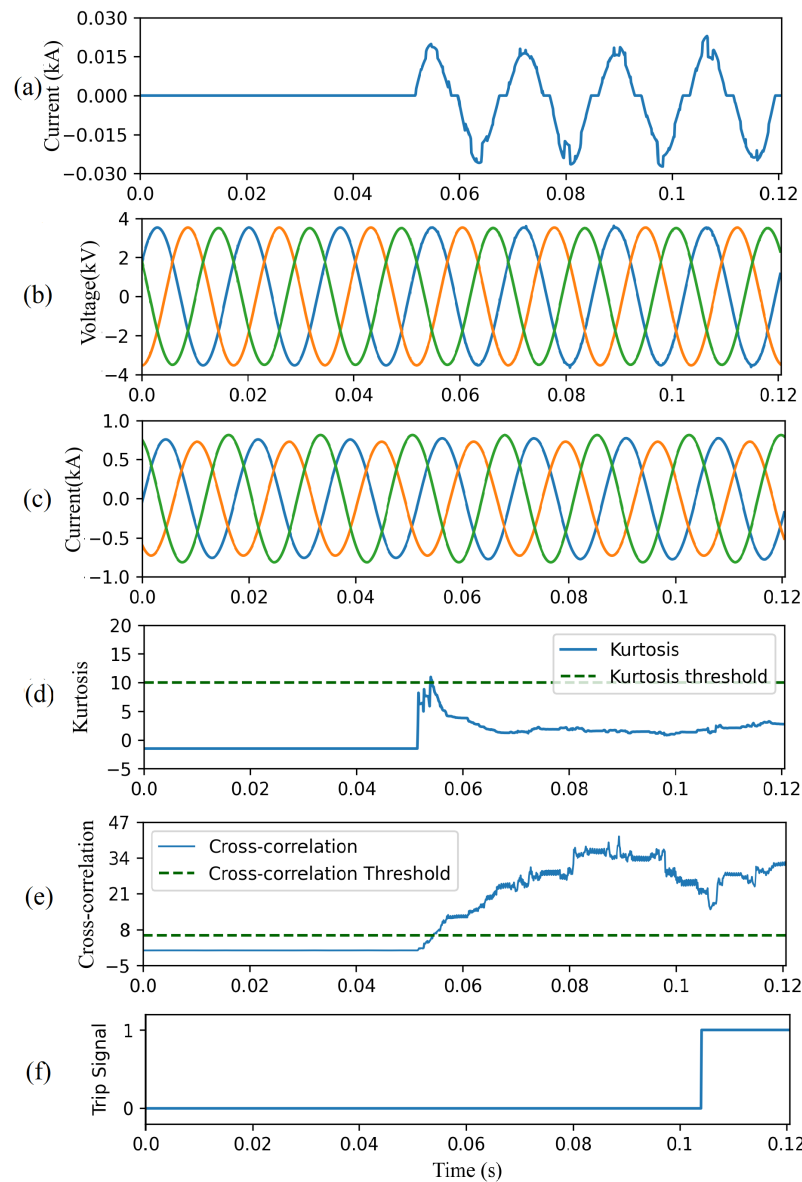 0.030
0.015
0.000
−0.015
−0.030
(a)
Current (kA)
0.0 0.02 0.04 0.06 0.08 0.1 0.12
4
2
0
−2
−4
(b)
Voltage(kV)
0.0 0.02 0.04 0.06 0.08 0.1 0.12
1.0
0.5
0.0
−0.5
−1.0
(c)
Current(kA)
0.0 0.02 0.04 0.06 0.08 0.1 0.12
20
15
10
5
0
−5
(d)
Kurtosis
Kurtosis
Kurtosis threshold
0.0 0.02 0.04 0.06 0.08 0.1 0.12
47
34
21
8
−5
(e)
Cross-correlation
Cross-correlation
Cross-correlation Threshold
0.0 0.02 0.04 0.06 0.08 0.1 0.12
1
0
(f)
Trip Signal
0.0 0.02 0.04 0.06 0.08 0.1 0.12
Time (s)